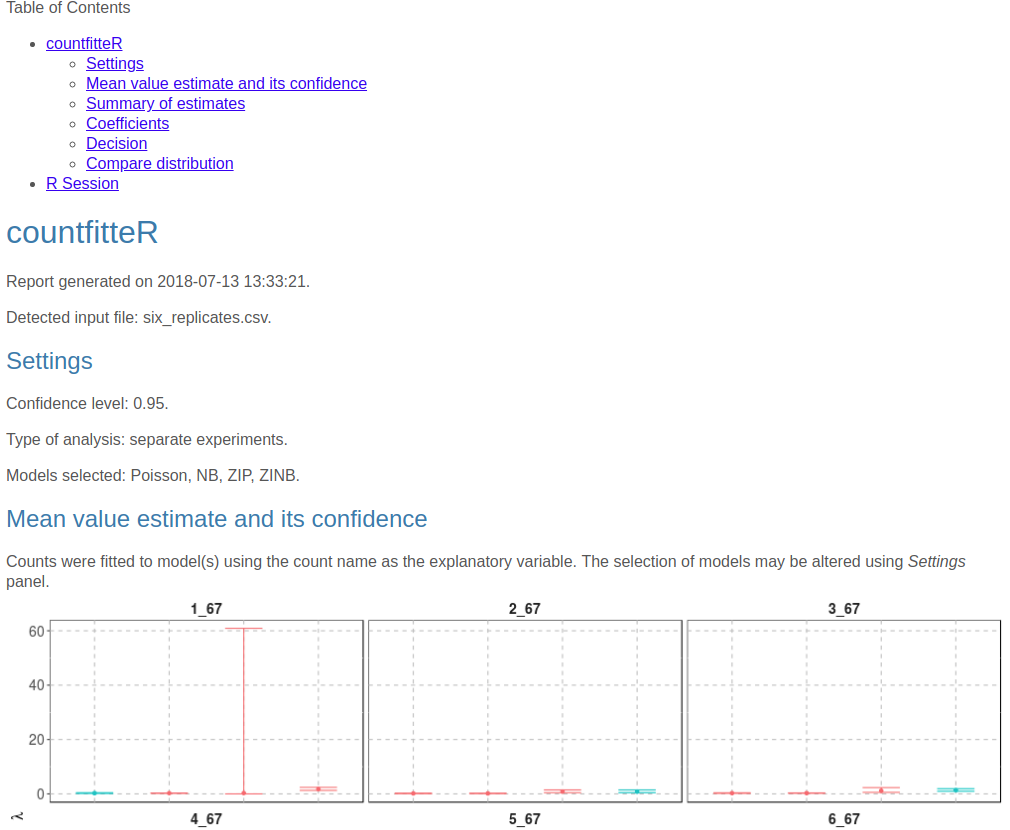 Table of Contents
countfitteR
Settings
Mean value estimate and its confidence
Summary of estimates
Coefficients
Decision
Compare distribution
R Session
countfitteR
Report generated on 2018-07-13 13:33:21.
Detected input file: six_replicates.csv.
Settings
Confidence level: 0.95.
Type of analysis: separate experiments.
Models selected: Poisson, NB, ZIP, ZINB.
Mean value estimate and its confidence
Counts were fitted to model(s) using the count name as the explanatory variable. The selection of models may be altered using Settings
panel.
1_67 2_67 3_67
60
40
20
0
λ
4_67 5_67 6_67